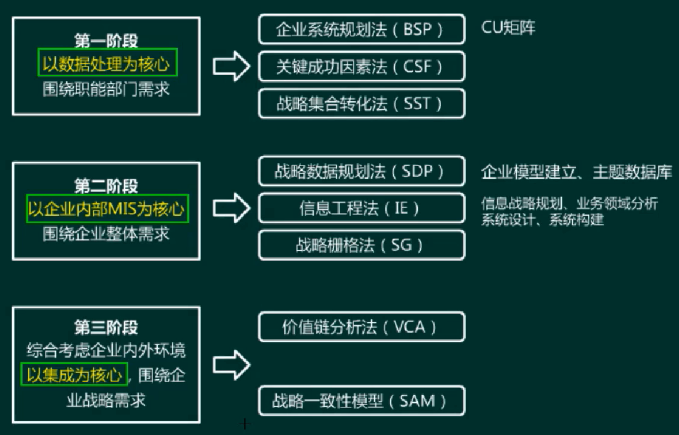 第一阶段
以数据处理为核心
围绕职能部门需求
企业系统规划法（BSP）
CU矩阵
关键成功因素法（CSF）
战略集合转化法（SST）
第二阶段
以企业内部MIS为核心
围绕企业整体需求
战略数据规划法（SDP）
企业模型建立、主题数据库
信息工程法（IE）
信息战略规划、业务领域分析
系统设计、系统构建
战略栅格法（SG）
第三阶段
综合考虑企业内外环境
以集成为核心，围绕企
业战略需求
价值链分析法（VCA）
战略一致性模型（SAM）